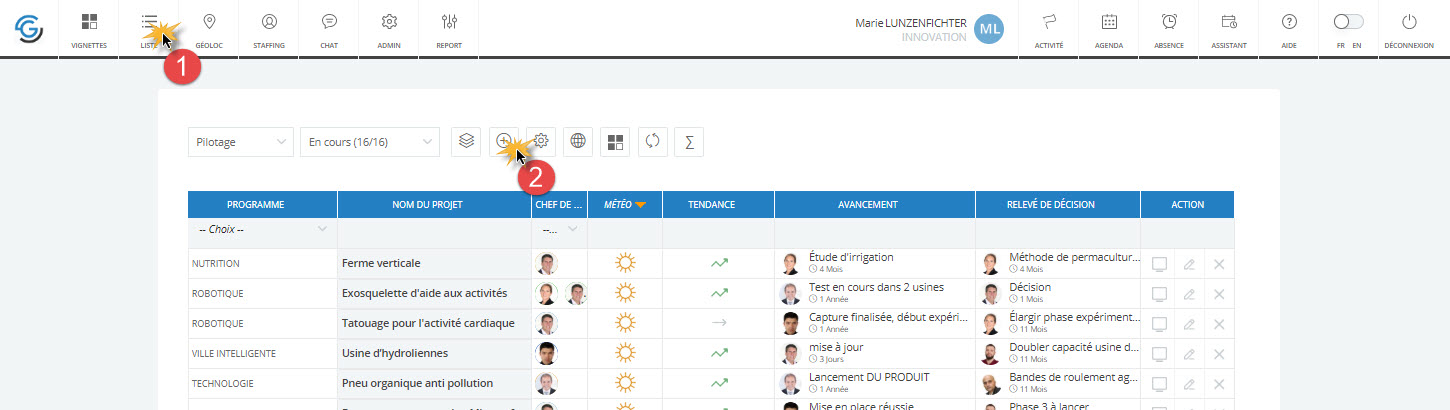 Marie LUNZENFICHTER
INNOVATION
ML
VIGNETTES
LISTE
GÉOLOC
STAFFING
CHAT
ADMIN
REPORT
ACTIVITÉ
AGENDA
ABSENCE
ASSISTANT
AIDE
FR EN
DÉCONNEXION
1
Pilotage
En cours (16/16)
Σ
2
PROGRAMME NOM DU PROJET CHEF DE ... MÉTÉO TENDANCE AVANCEMENT RELEVÉ DE DÉCISION ACTION
-- Choix -- --...
NUTRITION Ferme verticale Étude d'irrigation Méthode de permacultur...
4 Mois 4 Mois
ROBOTIQUE Exosquelette d'aide aux activités Test en cours dans 2 usines Décision
1 Année 1 Mois
ROBOTIQUE Tatouage pour l'activité cardiaque Capture finalisée, début expéri... Élargir phase expériment...
1 Année 11 Mois
VILLE INTELLIGENTE Usine d'hydroliennes mise à jour Doubler capacité usine d...
3 Jours 11 Mois
TECHNOLOGIE Pneu organique anti pollution Lancement DU PRODUIT Bandes de roulement ag...
1 Année 11 Mois
Mise en place réussie Phase 3 à lancer